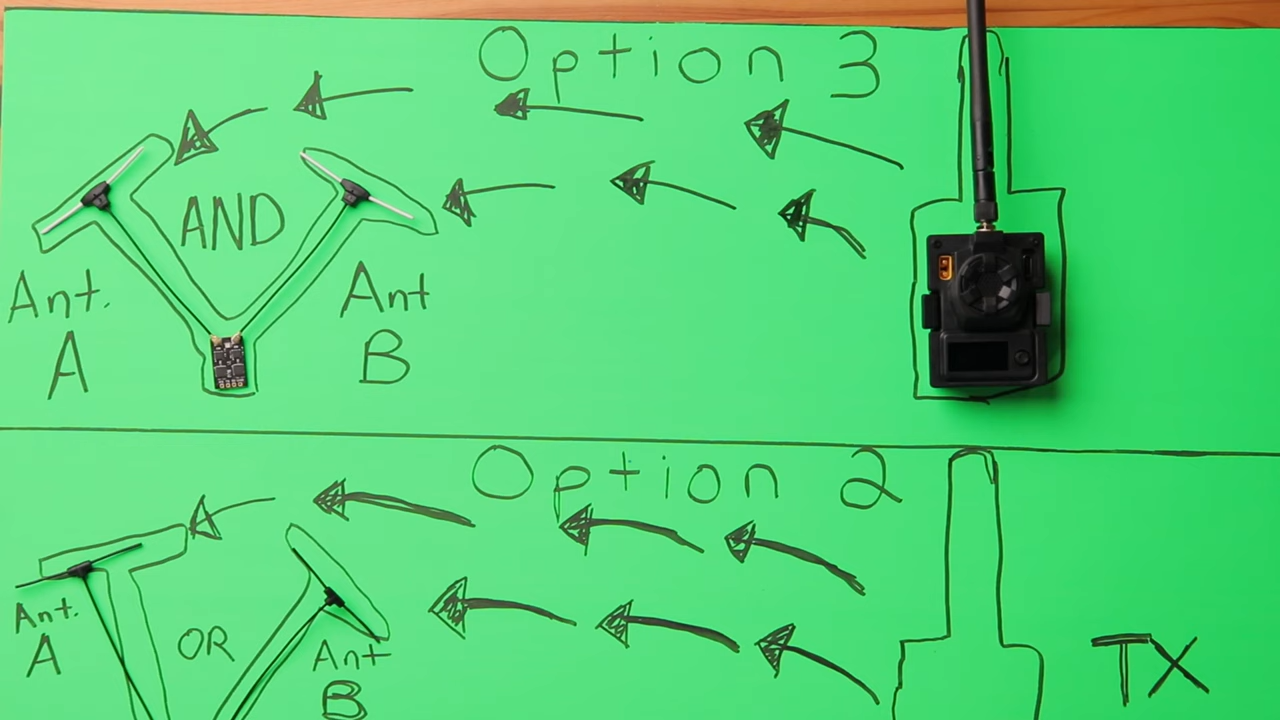 Option 3
AND
Ant.
A
Ant
B
Option 2
Ant.
A
OR
Ant
B
TX